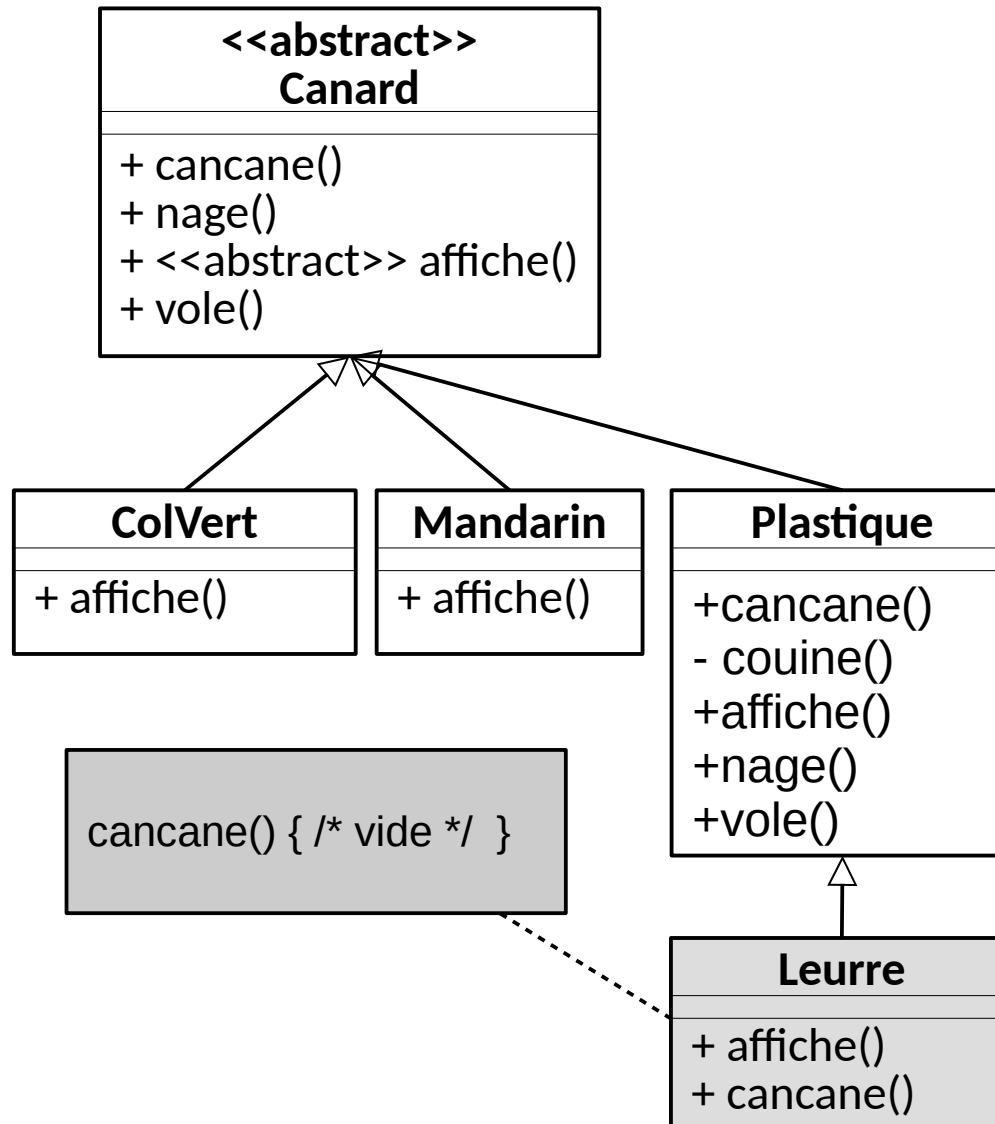 <<abstract>>
Canard
+ cancane()
+ nage()
+ <<abstract>> affiche()
+ vole()
ColVert
+ affiche()
Mandarin
+ affiche()
Plastique
+cancane()
- couine()
+affiche()
+nage()
+vole()
cancane() { /* vide */  }
Leurre
+ affiche()
+ cancane()